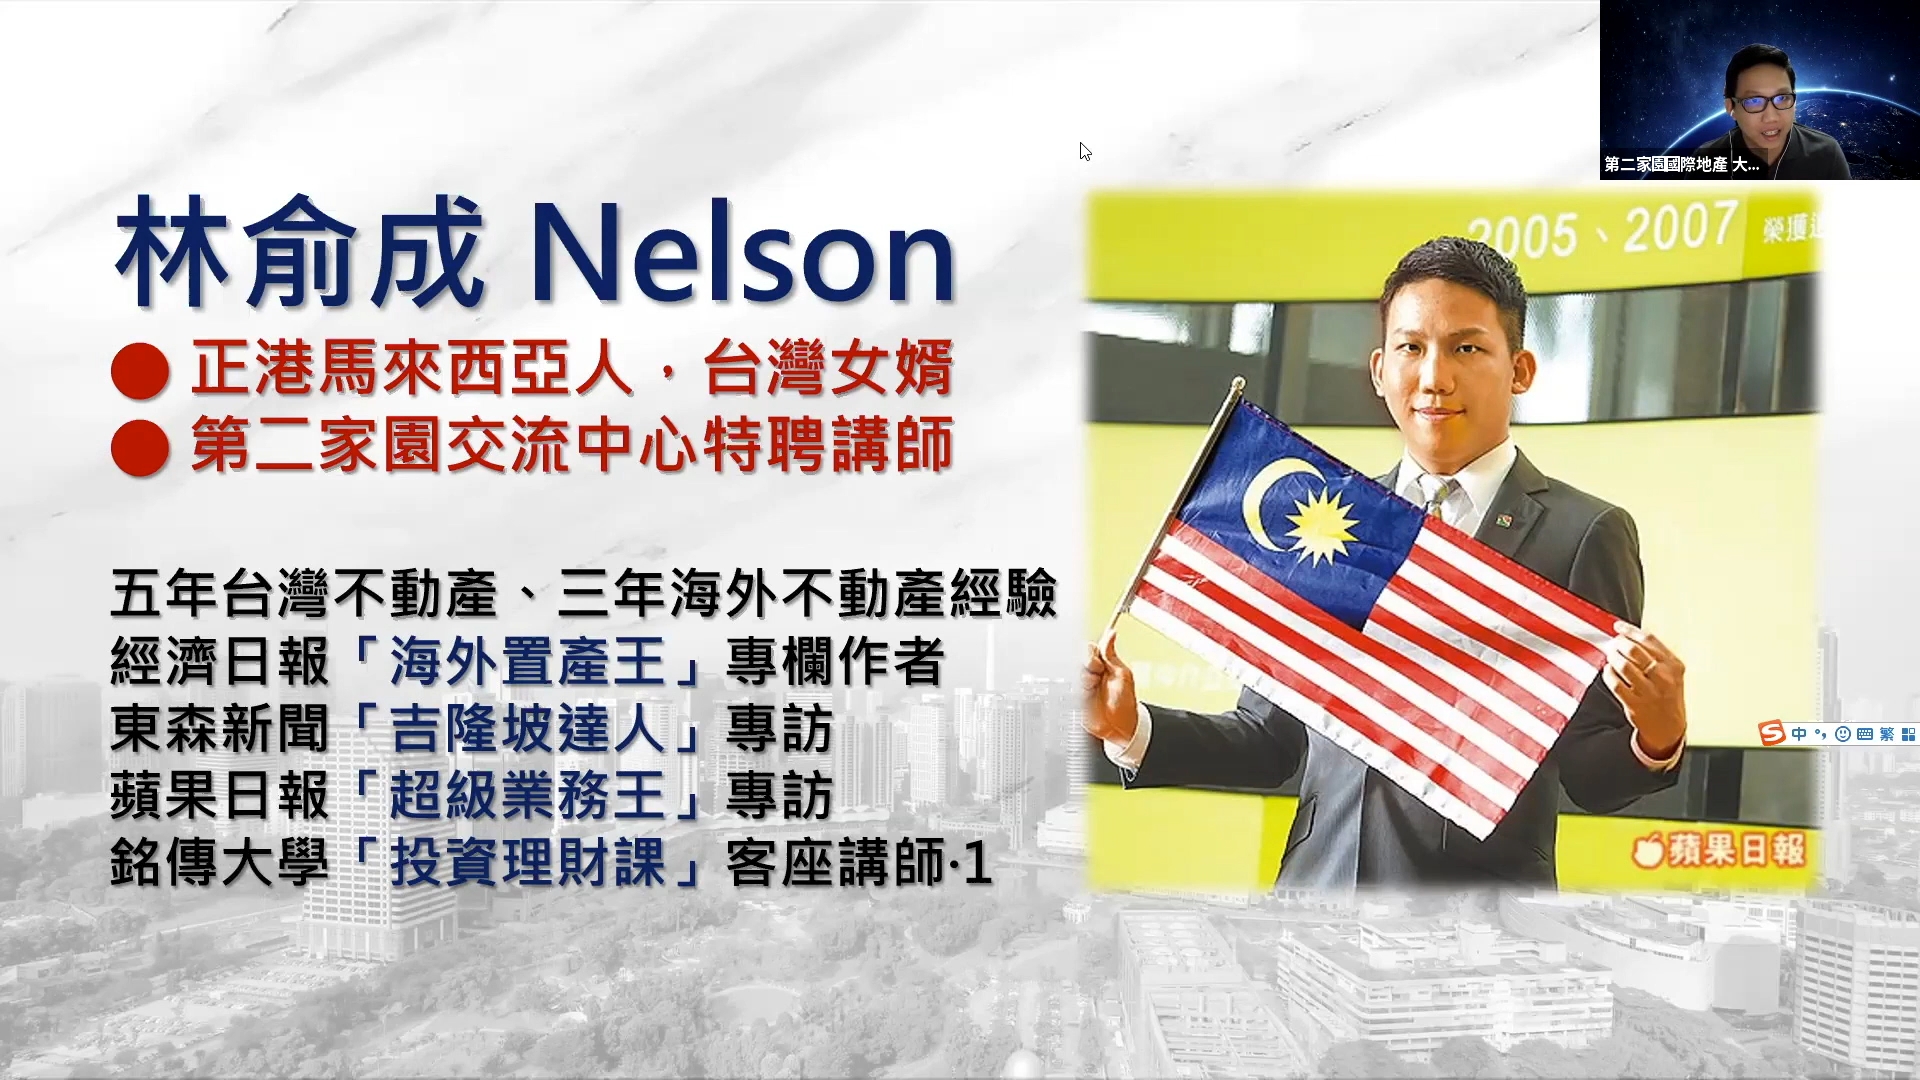 第二家園國際地產 大...
林俞成 Nelson
正港馬來西亞人，台灣女婿
第二家園交流中心特聘講師
五年台灣不動產、三年海外不動產經驗
經濟日報「海外置產王」專欄作者
東森新聞「吉隆坡達人」專訪
蘋果日報「超級業務王」專訪
銘傳大學「投資理財課」客座講師·1
2005、2007 榮獲
蘋果日報
S 中 繁